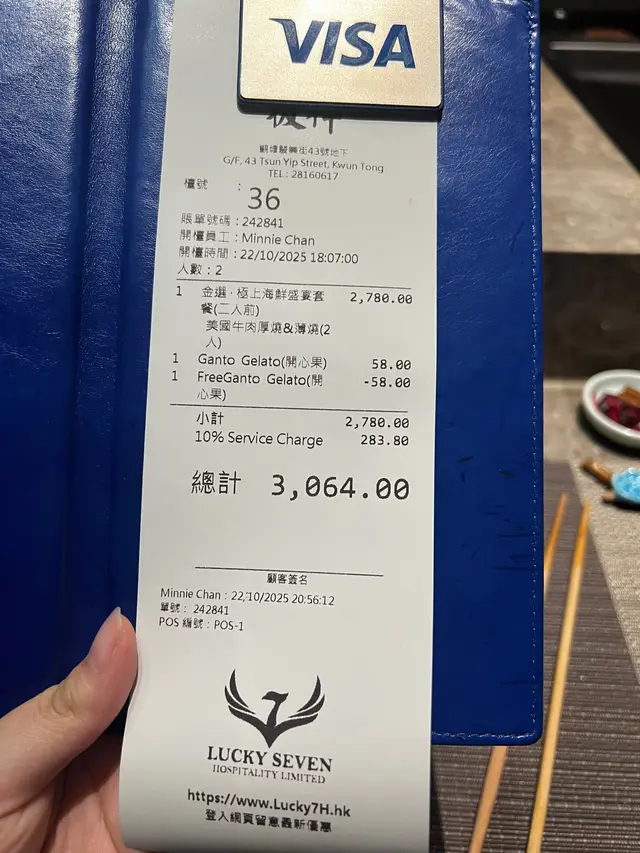 VISA
觀塘駿業街43號地下
G/F, 43 Tsun Yip Street, Kwun Tong
TEL : 28160617
檯號 : 36
賬單號碼 : 242841
開檯員工 : Minnie Chan
開檯時間 : 22/10/2025 18:07:00
人數 : 2
1 金選．極上海鮮盛宴套 2,780.00
餐(二人前)
美國牛肉厚燒&薄燒(2
人)
1 Ganto Gelato(開心果) 58.00
1 FreeGanto Gelato(開 -58.00
心果)
小計 2,780.00
10% Service Charge 283.80
總計 3,064.00
顧客簽名
Minnie Chan : 22/10/2025 20:56:12
單號 : 242841
POS 編號 : POS-1
LUCKY SEVEN
HOSPITALITY LIMITED
https://www.Lucky7H.hk
登入網頁留意最新優惠